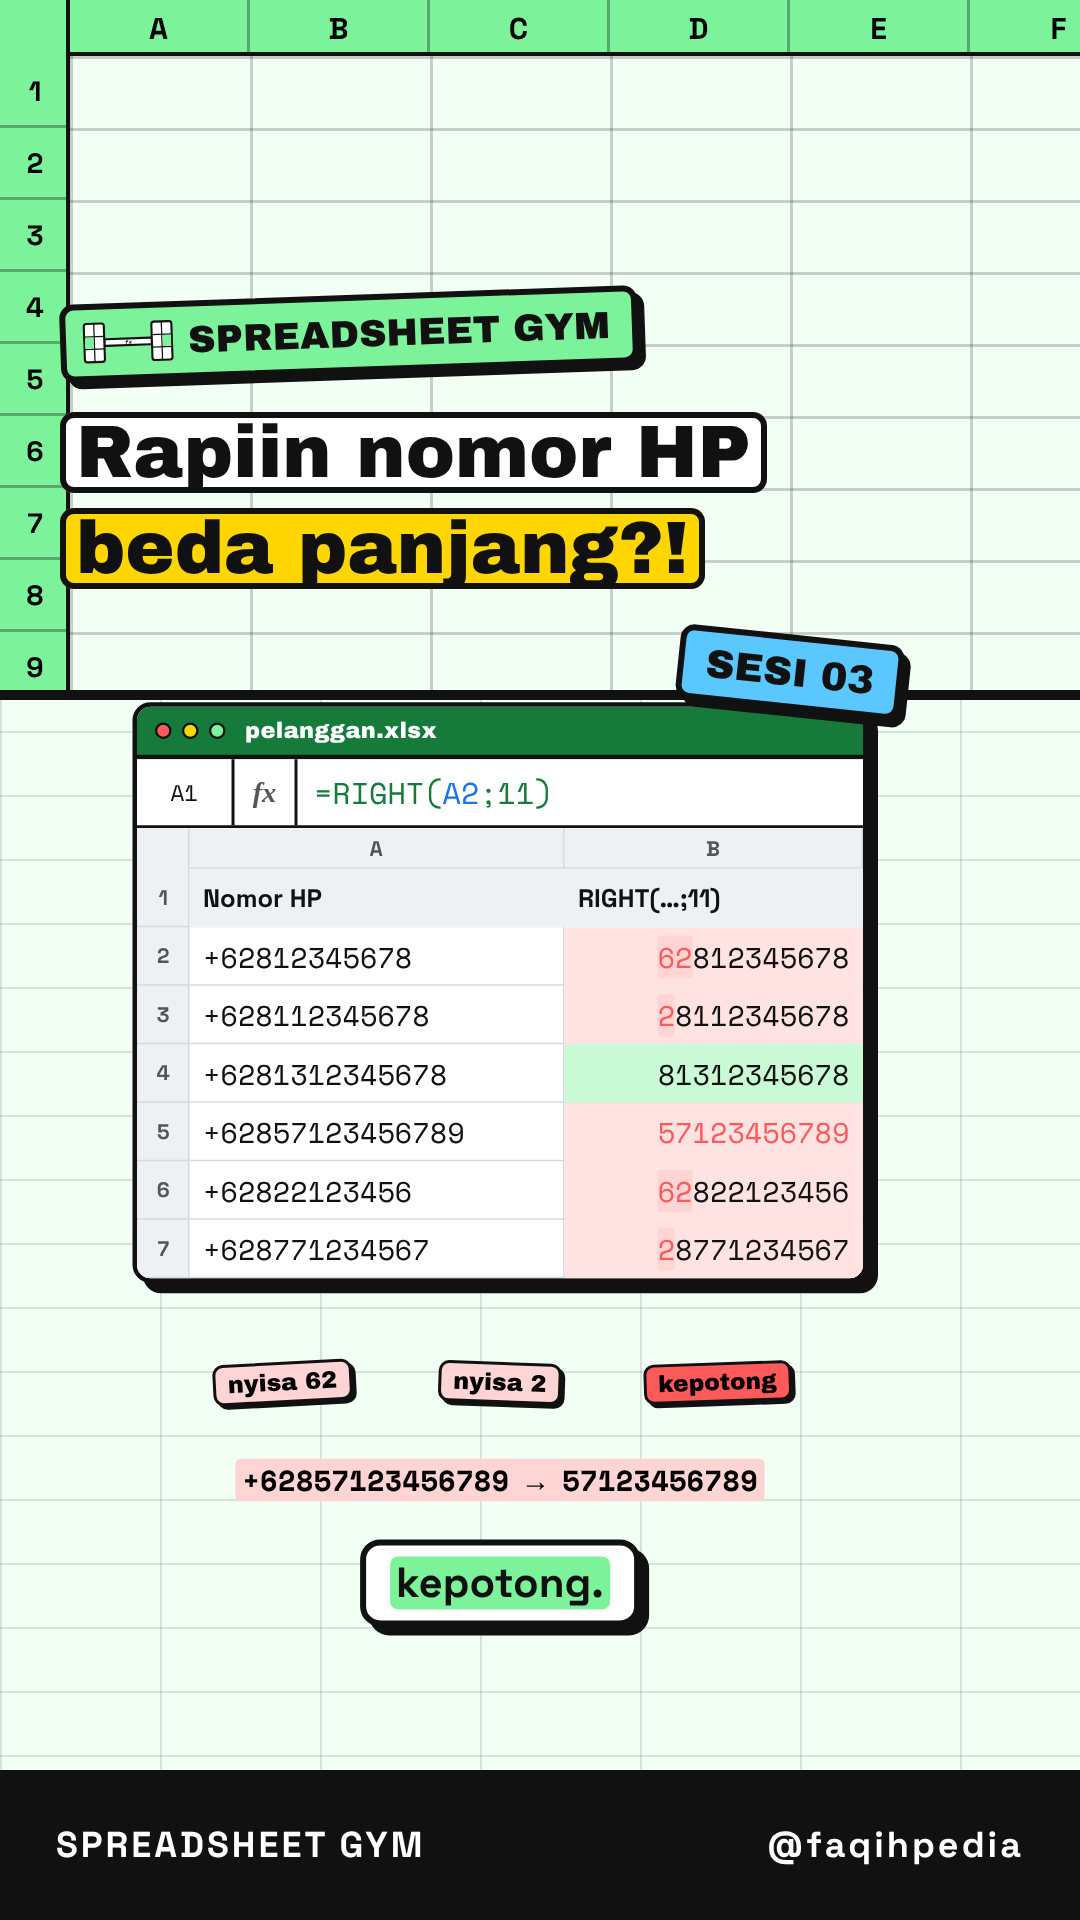 A B C D E F
1
2
3
4
SPREADSHEET GYM
5
6
Rapiin nomor HP
7
beda panjang?!
8
9
SESI 03
pelanggan.xlsx
A1 fx =RIGHT(A2;11)
A B
1 Nomor HP RIGHT(...;11)
2 +62812345678 62812345678
3 +628112345678 28112345678
4 +6281312345678 81312345678
5 +62857123456789 57123456789
6 +62822123456 62822123456
7 +628771234567 28771234567
nyisa 62 nyisa 2 kepotong
+62857123456789 → 57123456789
kepotong.
SPREADSHEET GYM @faqihpedia